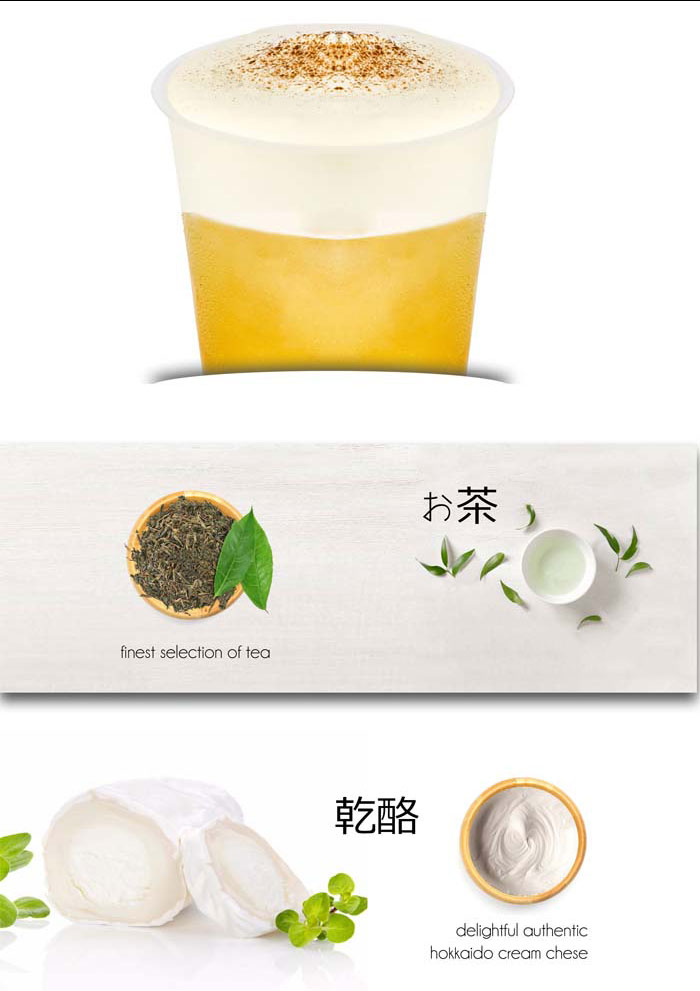 お茶
finest selection of tea
乾酪
delightful authentic
hokkaido cream chese